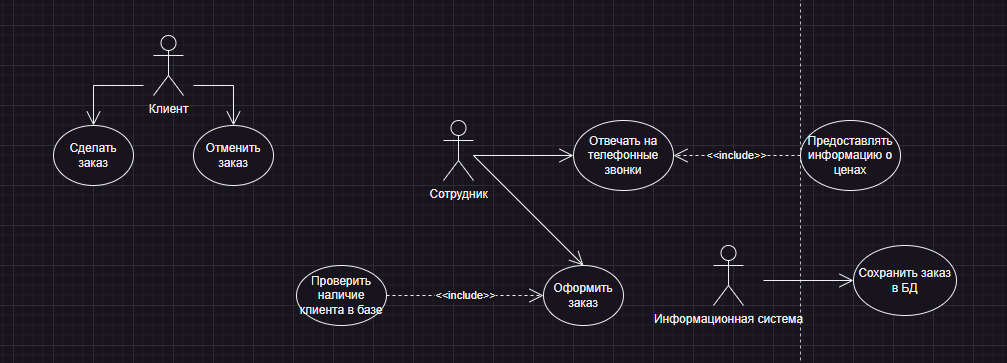 Клиент
Сделать
заказ
Отменить
заказ
Сотрудник
Отвечать на
телефонные
звонки
<<include>>
Предоставлять
информацию о
ценах
Проверить
наличие
клиента в базе
<<include>>
Оформить
заказ
Информационная система
Сохранить заказ
в БД